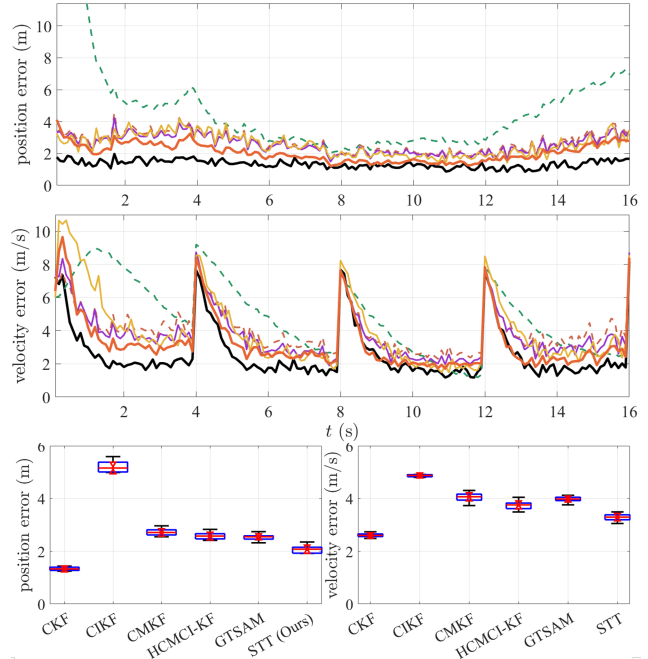 position error (m)
10
8
6
4
2
0
2 4 6 8 10 12 14 16
velocity error (m/s)
10
8
6
4
2
0
2 4 6 8 10 12 14 16
t (s)
position error (m)
6
4
2
0
CKF CIKF CMKF HCMCI-KF GTSAM STT (Ours)
velocity error (m/s)
6
4
2
0
CKF CIKF CMKF HCMCI-KF GTSAM STT